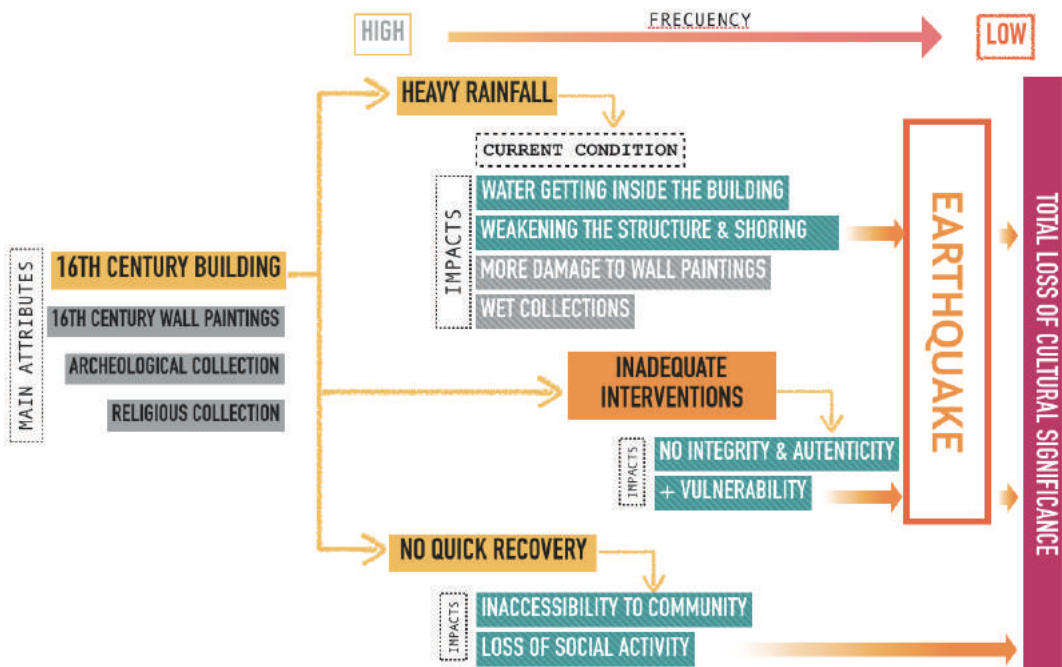 HIGH
FRECUENCY
LOW
HEAVY RAINFALL
CURRENT CONDITION
IMPACTS
WATER GETTING INSIDE THE BUILDING
WEAKENING THE STRUCTURE & SHORING
MORE DAMAGE TO WALL PAINTINGS
WET COLLECTIONS
MAIN ATTRIBUTES
16TH CENTURY BUILDING
16TH CENTURY WALL PAINTINGS
ARCHEOLOGICAL COLLECTION
RELIGIOUS COLLECTION
INADEQUATE
INTERVENTIONS
IMPACTS
NO INTEGRITY & AUTENTICITY
+ VULNERABILITY
NO QUICK RECOVERY
IMPACTS
INACCESSIBILITY TO COMMUNITY
LOSS OF SOCIAL ACTIVITY
EARTHQUAKE
TOTAL LOSS OF CULTURAL SIGNIFICANCE